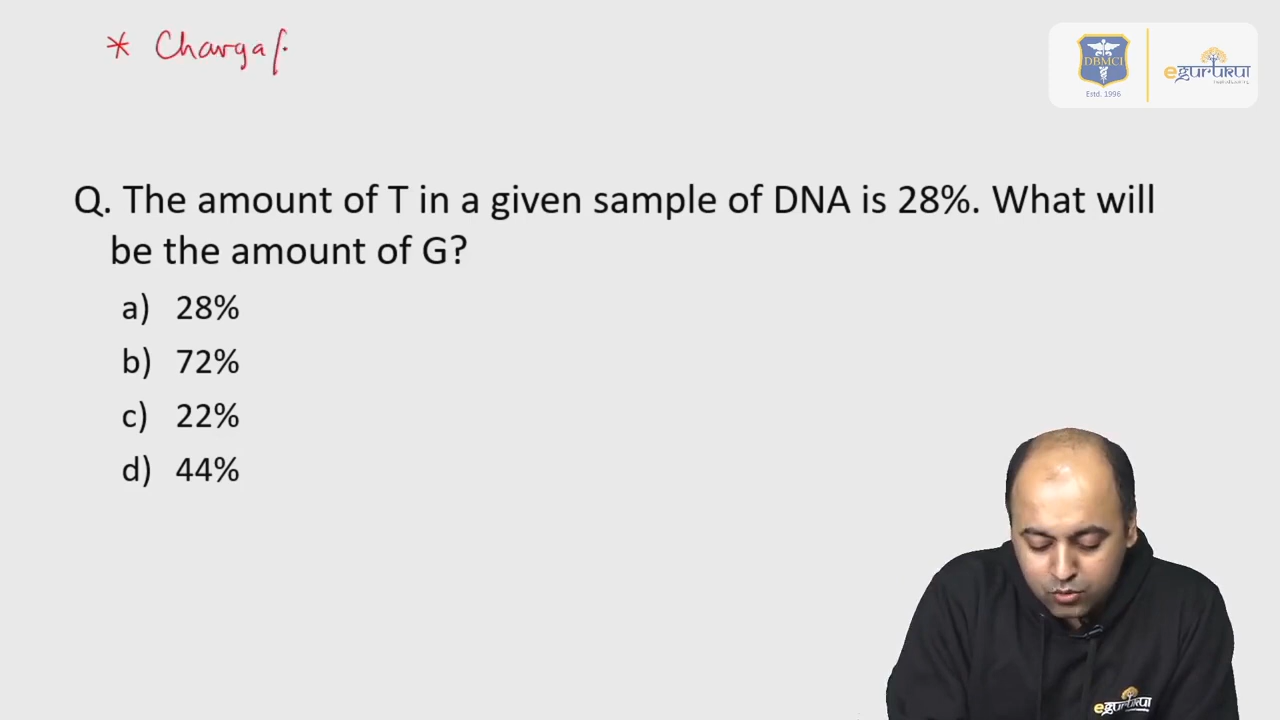 * Chargaf
DBMCI
egurukul
Estd. 1996
Q. The amount of T in a given sample of DNA is 28%. What will
be the amount of G?
a) 28%
b) 72%
c) 22%
d) 44%
egurukul